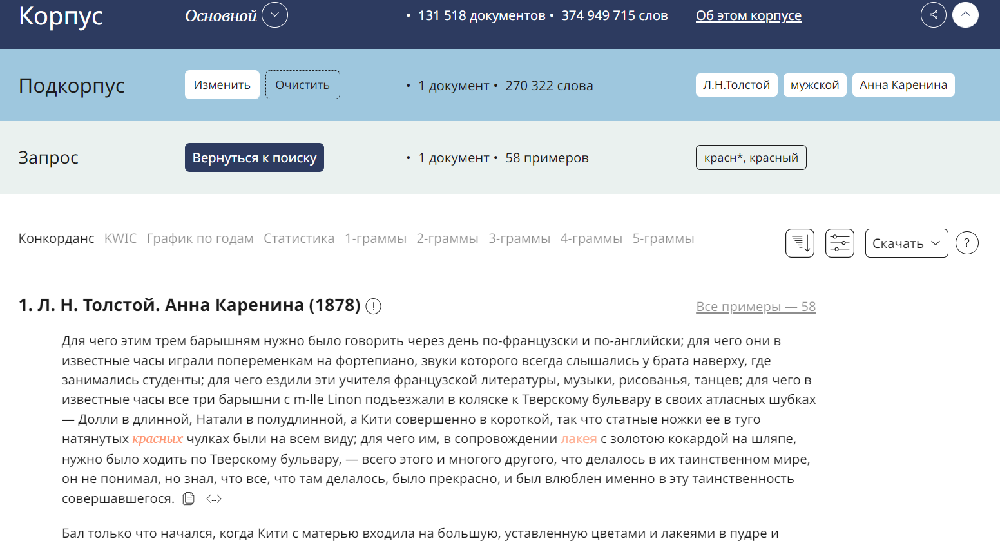 Корпус Основной • 131 518 документов • 374 949 715 слов Об этом корпусе
Подкорпус Изменить Очистить • 1 документ • 270 322 слова Л.Н.Толстой мужской Анна Каренина
Запрос Вернуться к поиску • 1 документ • 58 примеров красн*, красный
Конкорданс KWIC График по годам Статистика 1-граммы 2-граммы 3-граммы 4-граммы 5-граммы Скачать ?
1. Л. Н. Толстой. Анна Каренина (1878) ! Все примеры — 58
Для чего этим трем барышням нужно было говорить через день по-французски и по-английски; для чего они в
известные часы играли попеременкам на фортепиано, звуки которого всегда слышались у брата наверху, где
занимались студенты; для чего ездили эти учителя французской литературы, музыки, рисованья, танцев; для чего в
известные часы все три барышни с m-lle Linon подъезжали в коляске к Тверскому бульвару в своих атласных шубках
— Долли в длинной, Натали в полудлинной, а Кити совершенно в короткой, так что статные ножки ее в туго
натянутых красных чулках были на всем виду; для чего им, в сопровождении лакея с золотою кокардой на шляпе,
нужно было ходить по Тверскому бульвару, — всего этого и многого другого, что делалось в их таинственном мире,
он не понимал, но знал, что все, что там делалось, было прекрасно, и был влюблен именно в эту таинственность
совершавшегося. <...>
Бал только что начался, когда Кити с матерью входила на большую, уставленную цветами и лакеями в пудре и